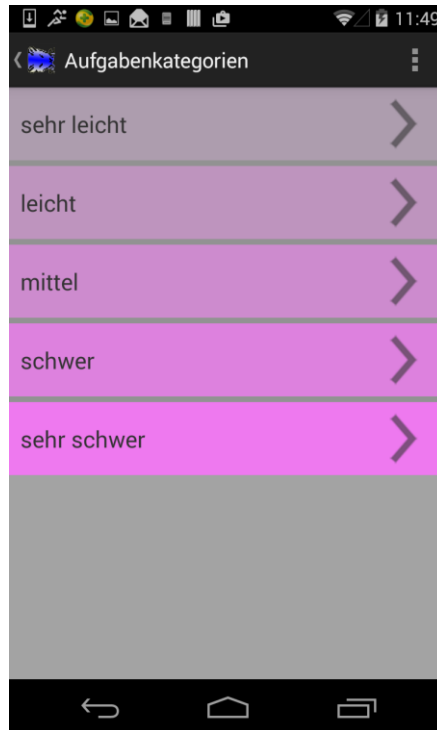 11:49
Aufgabenkategorien
sehr leicht
leicht
mittel
schwer
sehr schwer